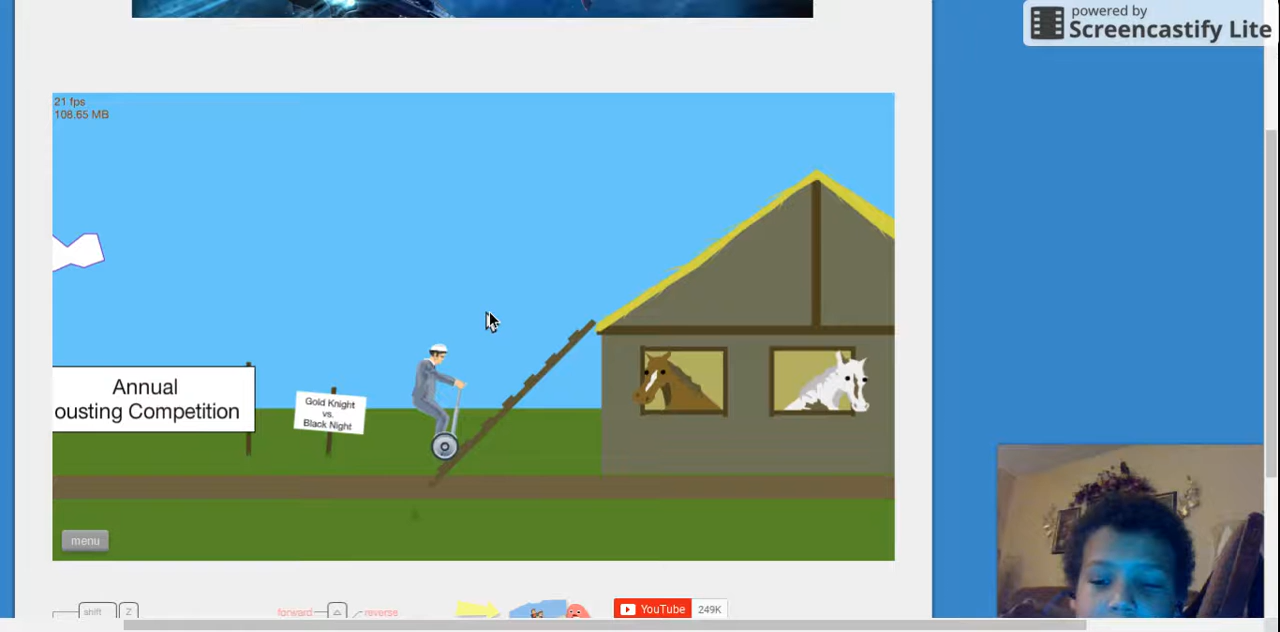 powered by
Screencastify Lite
21 fps
108.65 MB
Annual
ousting Competition
Gold Knight
vs.
Black Night
menu
shift
Z
forward
reverse
YouTube
249K